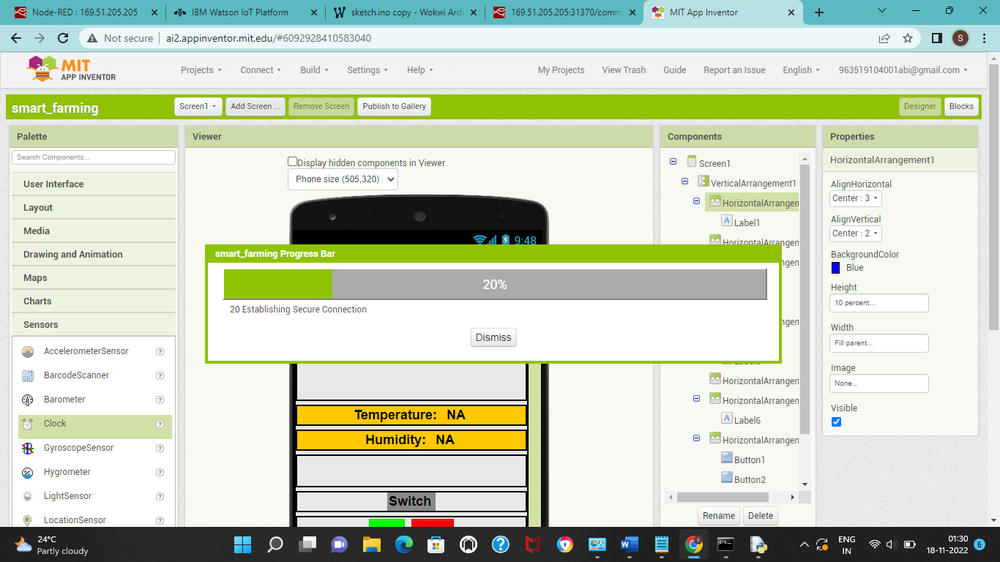 Node-RED : 169.51.205.205
IBM Watson IoT Platform
sketch.ino copy - Wokwi Ard
169.51.205.205:31370/comm
MIT App Inventor
Not secure
ai2.appinventor.mit.edu/#6092928410583040
S
MIT
APP INVENTOR
Projects
Connect
Build
Settings
Help
My Projects
View Trash
Guide
Report an Issue
English
963519104001abi@gmail.com
smart_farming
Screen1
Add Screen ...
Remove Screen
Publish to Gallery
Designer
Blocks
Palette
Search Components...
User Interface
Layout
Media
Drawing and Animation
Maps
Charts
Sensors
AccelerometerSensor
BarcodeScanner
Barometer
Clock
GyroscopeSensor
Hygrometer
LightSensor
LocationSensor
Viewer
Display hidden components in Viewer
Phone size (505,320)
9:48
smart_farming Progress Bar
20%
20 Establishing Secure Connection
Dismiss
Temperature: NA
Humidity: NA
Switch
Components
Screen1
VerticalArrangement1
HorizontalArrangen
Label1
HorizontalArrangen
HorizontalArrangen
HorizontalArrangen
Label6
HorizontalArrangen
Button1
Button2
Rename
Delete
Properties
HorizontalArrangement1
AlignHorizontal
Center : 3
AlignVertical
Center : 2
BackgroundColor
Blue
Height
10 percent...
Width
Fill parent...
Image
None...
Visible
24°C
Partly cloudy
ENG
IN
01:30
18-11-2022
6